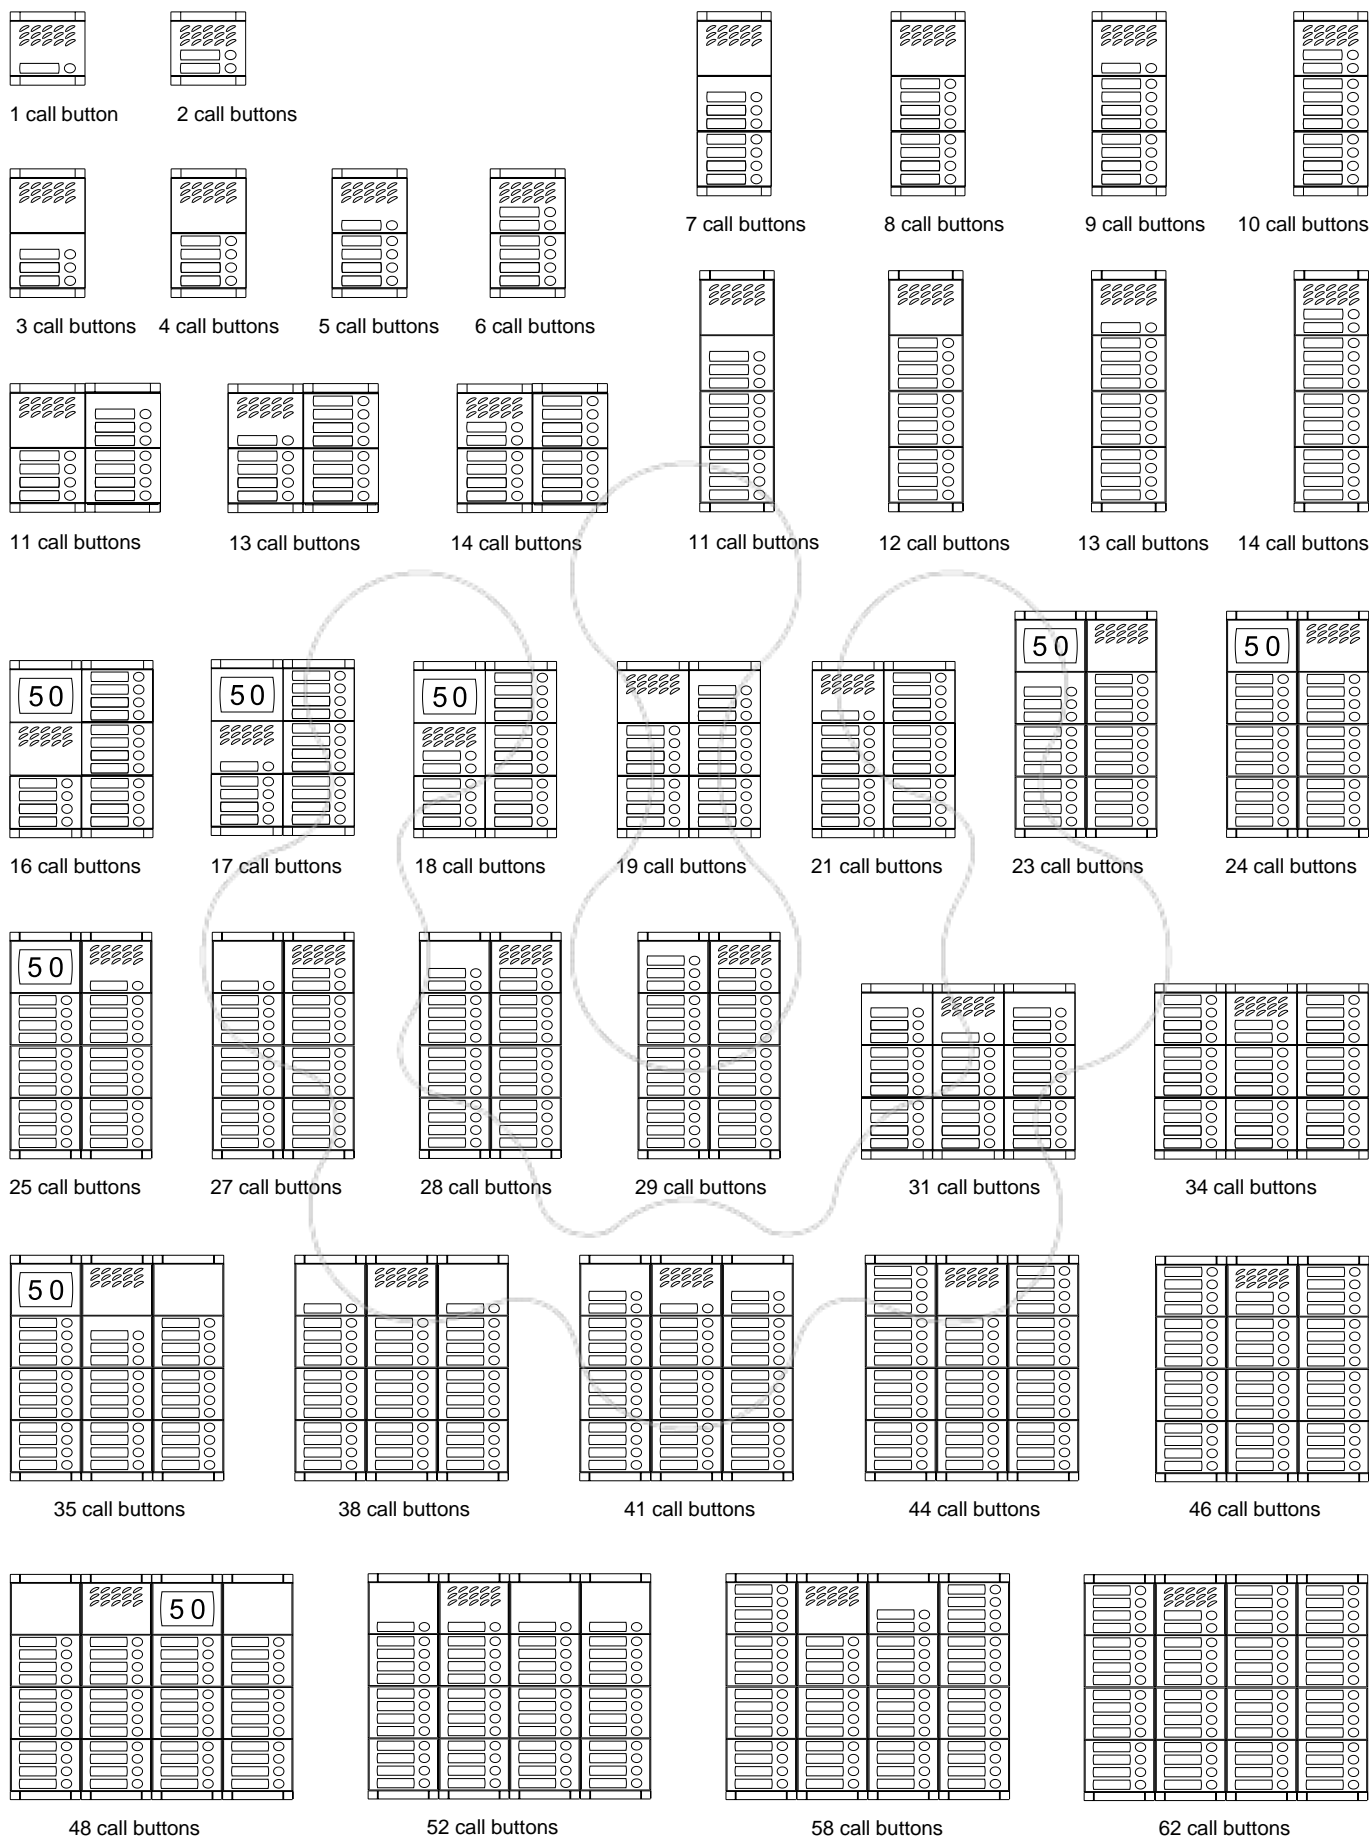 1 call button
2 call buttons
7 call buttons
8 call buttons
9 call buttons
10 call buttons
3 call buttons
4 call buttons
5 call buttons
6 call buttons
11 call buttons
13 call buttons
14 call buttons
11 call buttons
12 call buttons
13 call buttons
14 call buttons
50
50
50
50
50
16 call buttons
17 call buttons
18 call buttons
19 call buttons
21 call buttons
23 call buttons
24 call buttons
50
25 call buttons
27 call buttons
28 call buttons
29 call buttons
31 call buttons
34 call buttons
50
35 call buttons
38 call buttons
41 call buttons
44 call buttons
46 call buttons
50
48 call buttons
52 call buttons
58 call buttons
62 call buttons